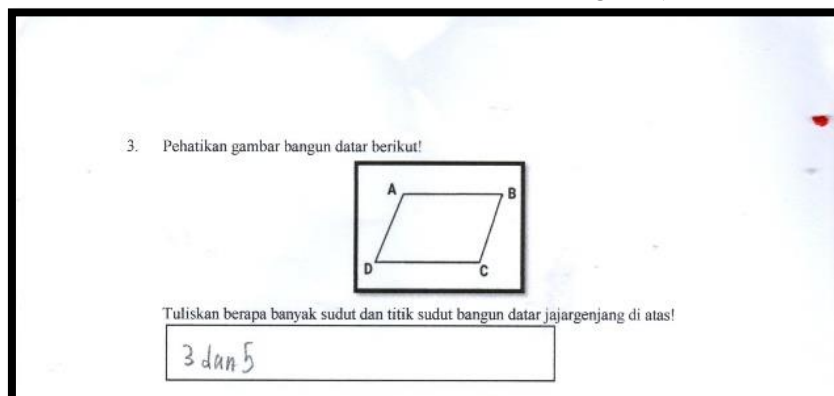 3. Pehatikan gambar bangun datar berikut!
A B
D C
Tuliskan berapa banyak sudut dan titik sudut bangun datar jajargenjang di atas!
3 dan 5